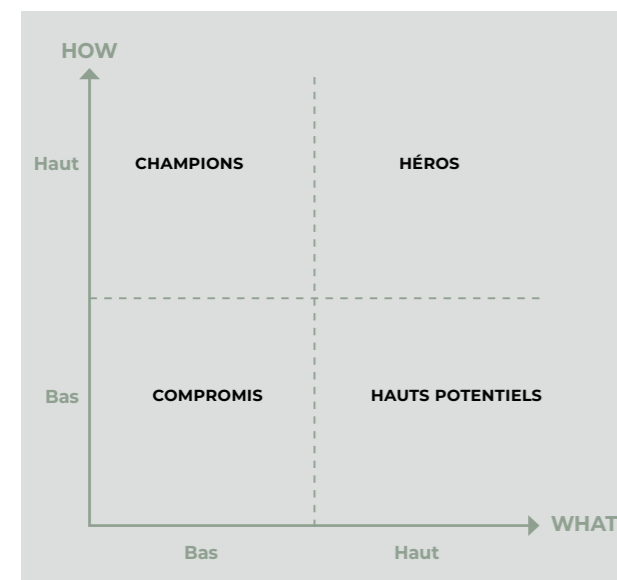 HOW
Haut
CHAMPIONS
HÉROS
Bas
COMPROMIS
HAUTS POTENTIELS
WHAT
Bas
Haut